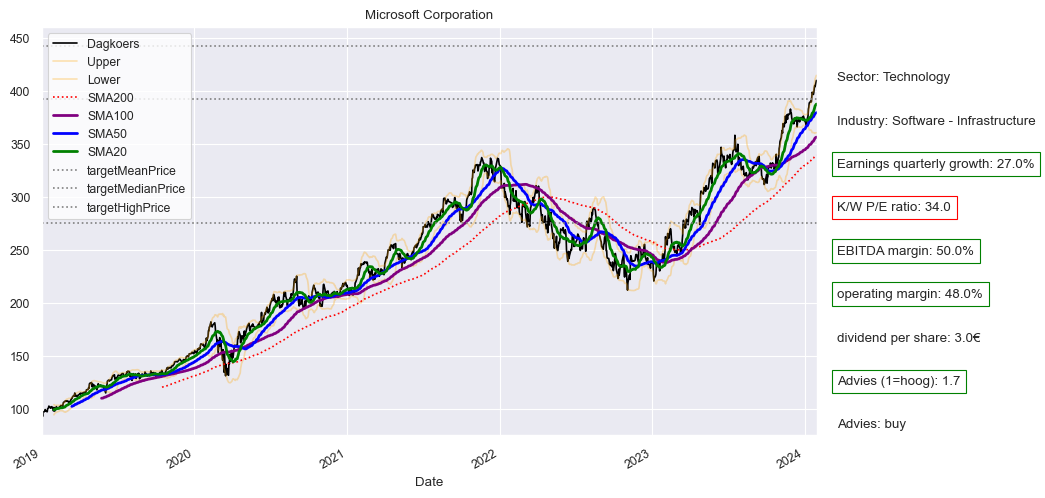 Microsoft Corporation
450
400
350
300
250
200
150
100
Dagkoers
Upper
Lower
SMA200
SMA100
SMA50
SMA20
targetMeanPrice
targetMedianPrice
targetHighPrice
2019
2020
2021
2022
2023
2024
Date
Sector: Technology
Industry: Software - Infrastructure
Earnings quarterly growth: 27.0%
K/W P/E ratio: 34.0
EBITDA margin: 50.0%
operating margin: 48.0%
dividend per share: 3.0€
Advies (1=hoog): 1.7
Advies: buy